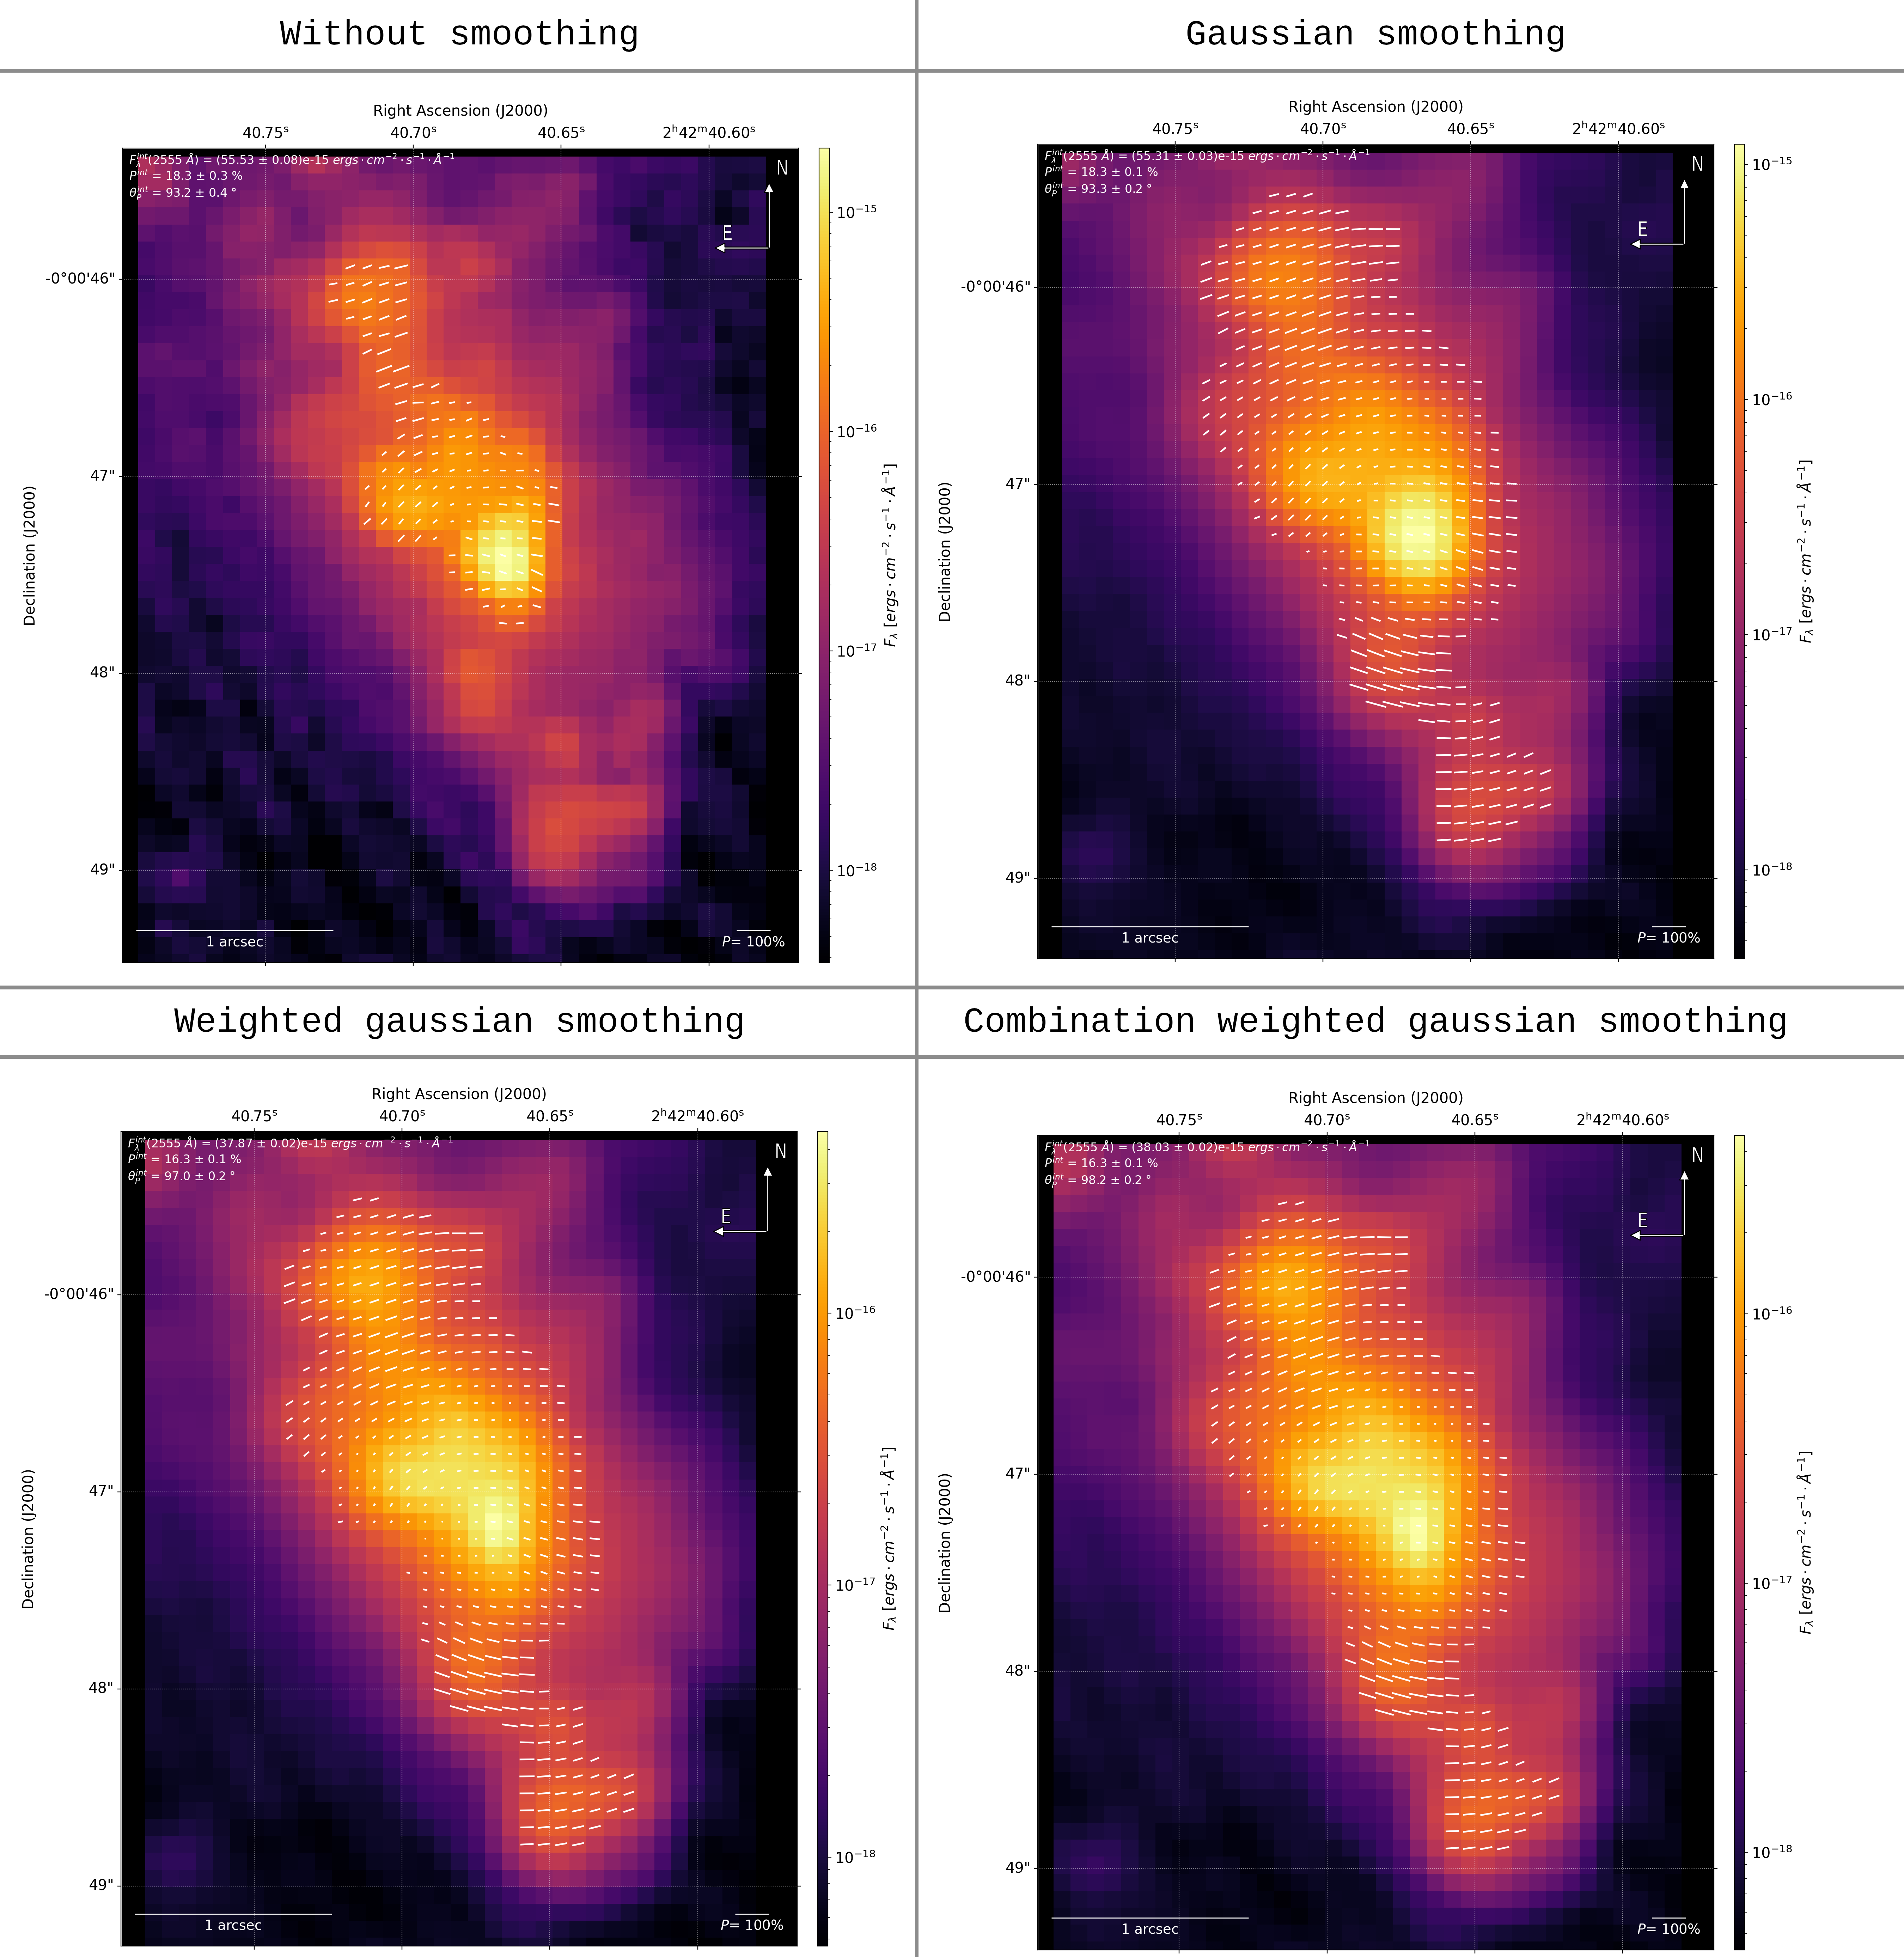 Without smoothing
Right Ascension (J2000)
40.75ˢ 40.70ˢ 40.65ˢ 2ʰ42ᵐ40.60ˢ
F_λ^int(2555 Å) = (55.53 ± 0.08)e-15 ergs · cm⁻² · s⁻¹ · Å⁻¹
P^int = 18.3 ± 0.3 %
θ_P^int = 93.2 ± 0.4 °
N
E
10⁻¹⁵
-0°00'46"
10⁻¹⁶
47"
Declination (J2000)
F_λ [ergs · cm⁻² · s⁻¹ · Å⁻¹]
10⁻¹⁷
48"
49"
10⁻¹⁸
1 arcsec
P= 100%
Gaussian smoothing
Right Ascension (J2000)
40.75ˢ 40.70ˢ 40.65ˢ 2ʰ42ᵐ40.60ˢ
F_λ^int(2555 Å) = (55.31 ± 0.03)e-15 ergs · cm⁻² · s⁻¹ · Å⁻¹
P^int = 18.3 ± 0.1 %
θ_P^int = 93.3 ± 0.2 °
N
E
10⁻¹⁵
-0°00'46"
10⁻¹⁶
47"
Declination (J2000)
F_λ [ergs · cm⁻² · s⁻¹ · Å⁻¹]
10⁻¹⁷
48"
49"
10⁻¹⁸
1 arcsec
P= 100%
Weighted gaussian smoothing
Right Ascension (J2000)
40.75ˢ 40.70ˢ 40.65ˢ 2ʰ42ᵐ40.60ˢ
F_λ^int(2555 Å) = (37.87 ± 0.02)e-15 ergs · cm⁻² · s⁻¹ · Å⁻¹
P^int = 16.3 ± 0.1 %
θ_P^int = 97.0 ± 0.2 °
N
E
-0°00'46"
10⁻¹⁶
47"
Declination (J2000)
F_λ [ergs · cm⁻² · s⁻¹ · Å⁻¹]
10⁻¹⁷
48"
10⁻¹⁸
49"
1 arcsec
P= 100%
Combination weighted gaussian smoothing
Right Ascension (J2000)
40.75ˢ 40.70ˢ 40.65ˢ 2ʰ42ᵐ40.60ˢ
F_λ^int(2555 Å) = (38.03 ± 0.02)e-15 ergs · cm⁻² · s⁻¹ · Å⁻¹
P^int = 16.3 ± 0.1 %
θ_P^int = 98.2 ± 0.2 °
N
E
-0°00'46"
10⁻¹⁶
47"
Declination (J2000)
F_λ [ergs · cm⁻² · s⁻¹ · Å⁻¹]
10⁻¹⁷
48"
10⁻¹⁸
49"
1 arcsec
P= 100%